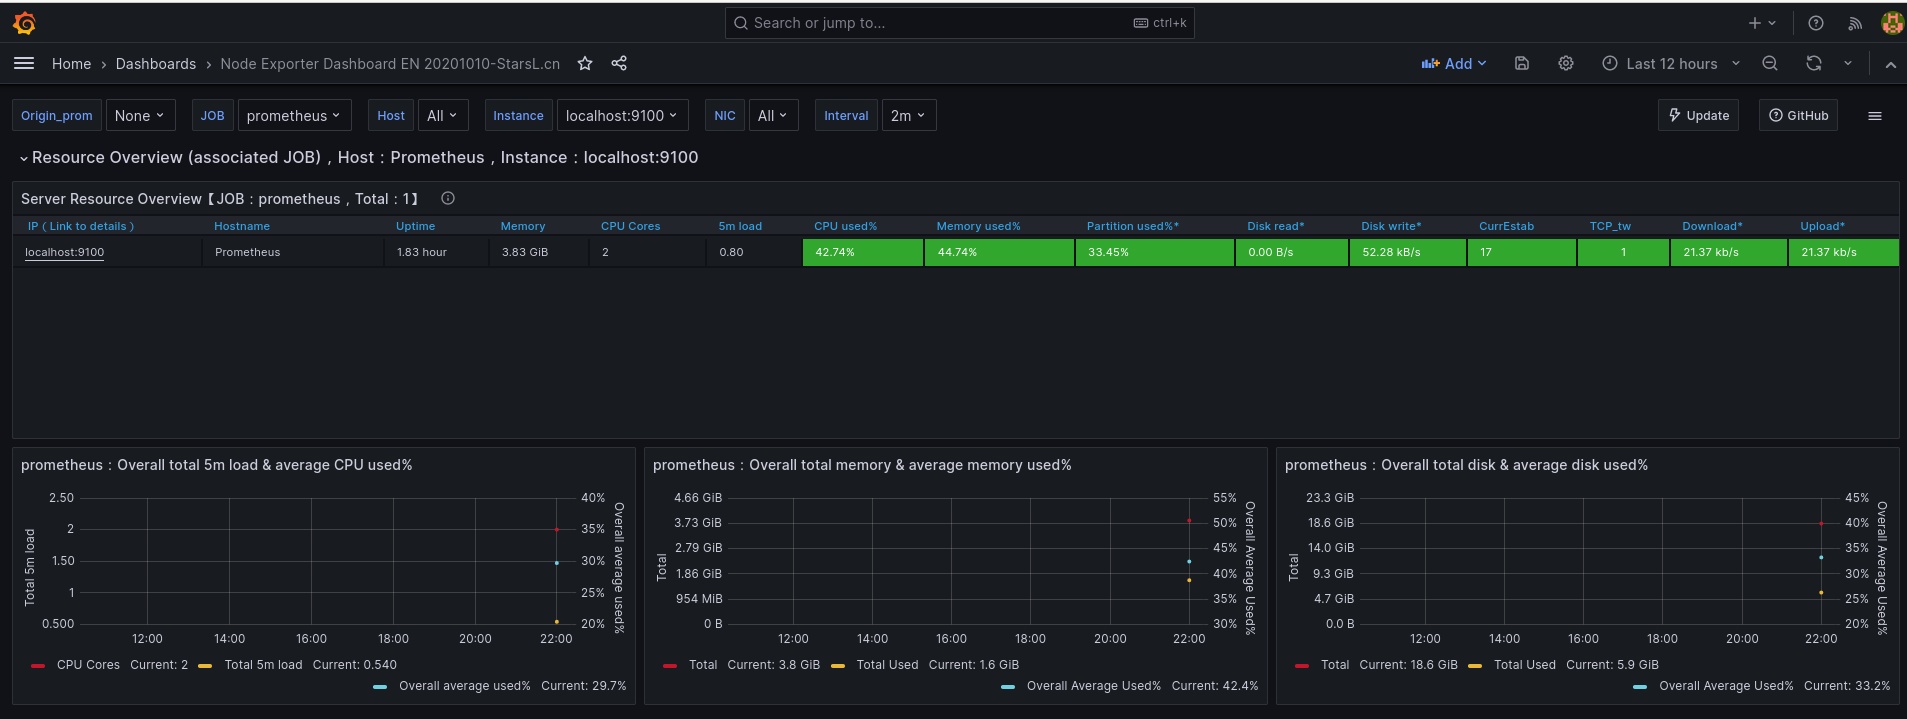 Search or jump to... ctrl+k
Home › Dashboards › Node Exporter Dashboard EN 20201010-StarsL.cn Add Last 12 hours
Origin_prom None JOB prometheus Host All Instance localhost:9100 NIC All Interval 2m Update GitHub
Resource Overview (associated JOB) , Host : Prometheus , Instance : localhost:9100
Server Resource Overview【JOB : prometheus , Total : 1】
IP ( Link to details ) Hostname Uptime Memory CPU Cores 5m load CPU used% Memory used% Partition used%* Disk read* Disk write* CurrEstab TCP_tw Download* Upload*
localhost:9100 Prometheus 1.83 hour 3.83 GiB 2 0.80 42.74% 44.74% 33.45% 0.00 B/s 52.28 kB/s 17 1 21.37 kb/s 21.37 kb/s
prometheus : Overall total 5m load & average CPU used%
Total 5m load
2.50
2
1.50
1
0.500
40%
35%
30%
25%
20%
Overall average used%
12:00 14:00 16:00 18:00 20:00 22:00
CPU Cores Current: 2 Total 5m load Current: 0.540
Overall average used% Current: 29.7%
prometheus : Overall total memory & average memory used%
Total
4.66 GiB
3.73 GiB
2.79 GiB
1.86 GiB
954 MiB
0 B
55%
50%
45%
40%
35%
30%
Overall Average Used%
12:00 14:00 16:00 18:00 20:00 22:00
Total Current: 3.8 GiB Total Used Current: 1.6 GiB
Overall Average Used% Current: 42.4%
prometheus : Overall total disk & average disk used%
Total
23.3 GiB
18.6 GiB
14.0 GiB
9.3 GiB
4.7 GiB
0.0 B
45%
40%
35%
30%
25%
20%
Overall Average Used%
12:00 14:00 16:00 18:00 20:00 22:00
Total Current: 18.6 GiB Total Used Current: 5.9 GiB
Overall Average Used% Current: 33.2%